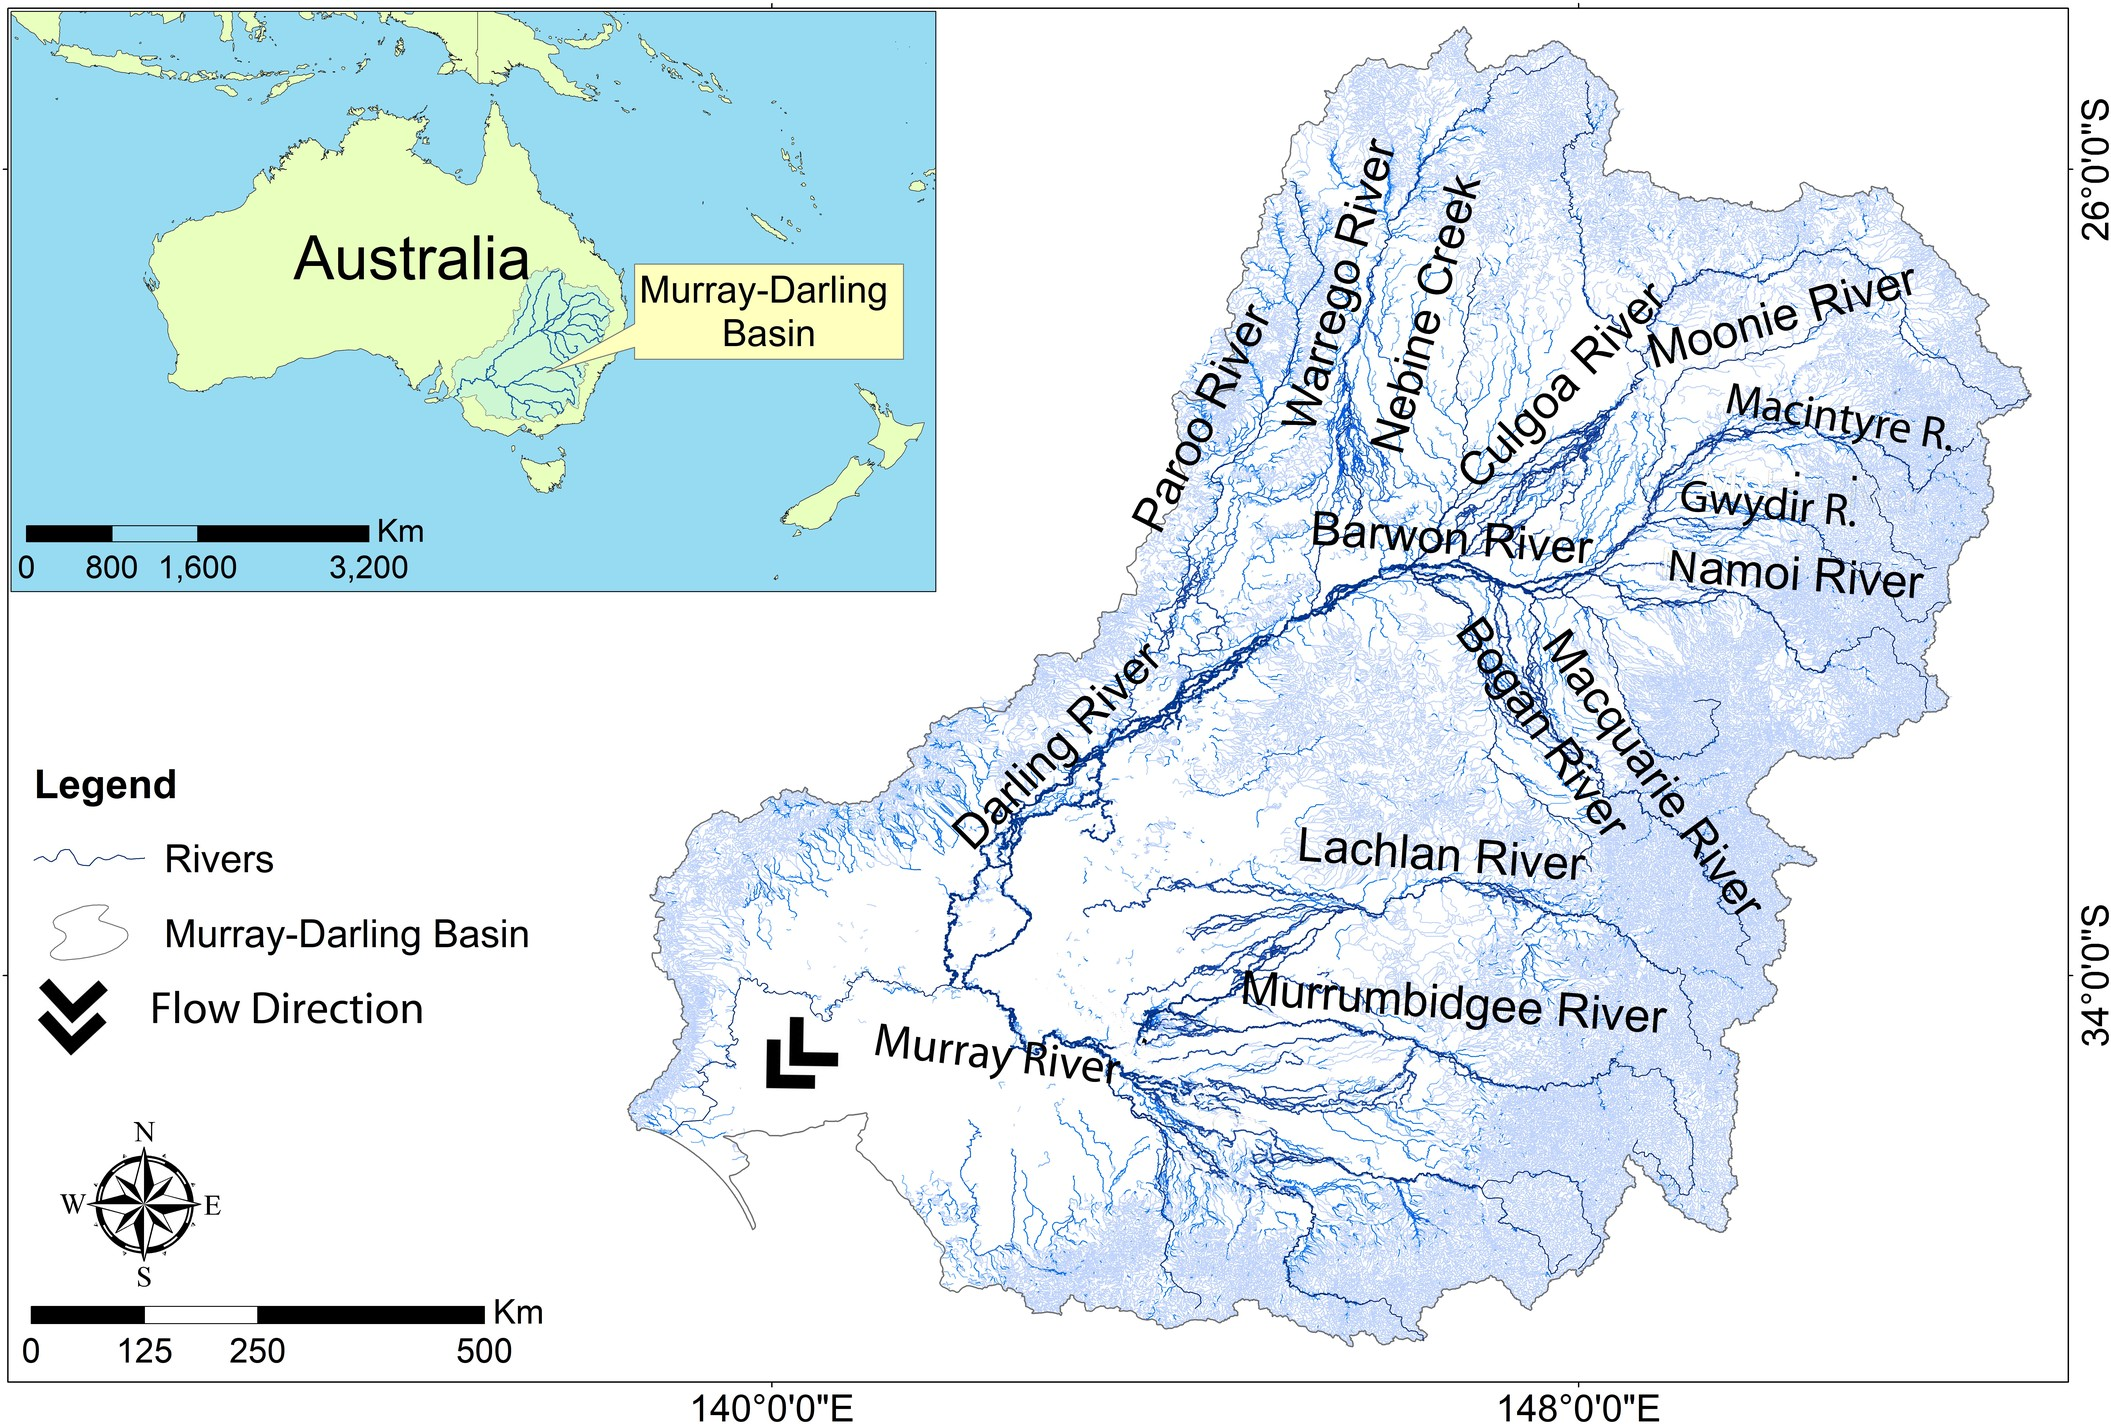 Australia
Murray-Darling
Basin
Km
0 800 1,600 3,200
Warrego River
Nebine Creek
Paroo River
Culgoa River
Moonie River
Macintyre R.
Gwydir R.
Barwon River
Namoi River
Darling River
Bogan River
Macquarie River
Lachlan River
Murrumbidgee River
Murray River
Legend
Rivers
Murray-Darling Basin
Flow Direction
N
W E
S
Km
0 125 250 500
26°0'0"S
34°0'0"S
140°0'0"E 148°0'0"E